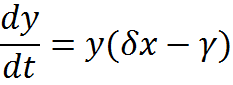 dy/dt = y(δx − γ)